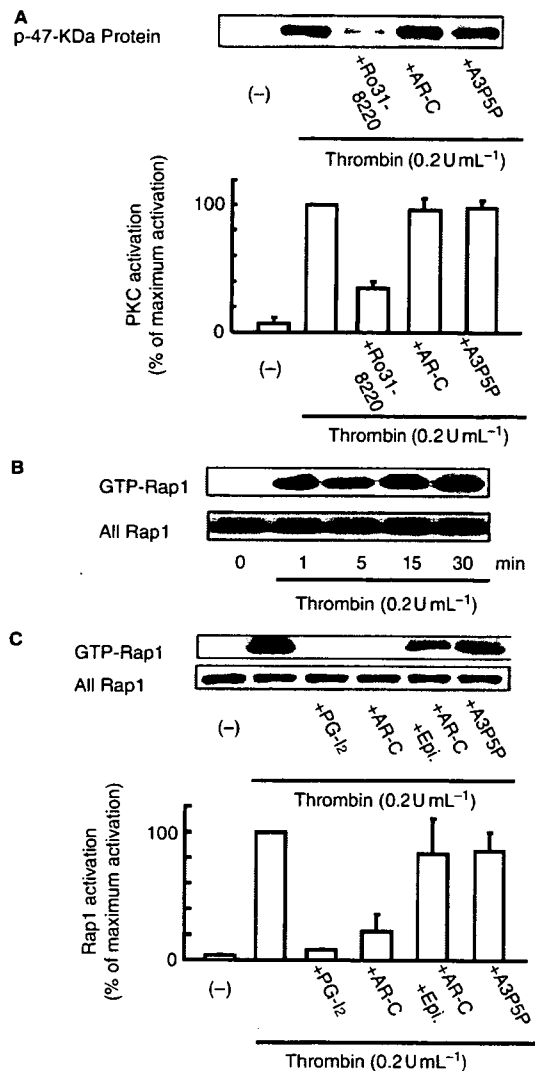 A
p-47-KDa Protein
(–)
+Ro31-
8220
+AR-C
+A3P5P
Thrombin (0.2 U mL⁻¹)
PKC activation
(% of maximum activation)
100
0
(–)
+Ro31-
8220
+AR-C
+A3P5P
Thrombin (0.2 U mL⁻¹)
B
GTP-Rap1
All Rap1
0 1 5 15 30 min
Thrombin (0.2 U mL⁻¹)
C
GTP-Rap1
All Rap1
(–)
+PG-I₂
+AR-C
+AR-C
+Epi.
+A3P5P
Thrombin (0.2 U mL⁻¹)
Rap1 activation
(% of maximum activation)
100
0
(–)
+PG-I₂
+AR-C
+AR-C
+Epi.
+A3P5P
Thrombin (0.2 U mL⁻¹)